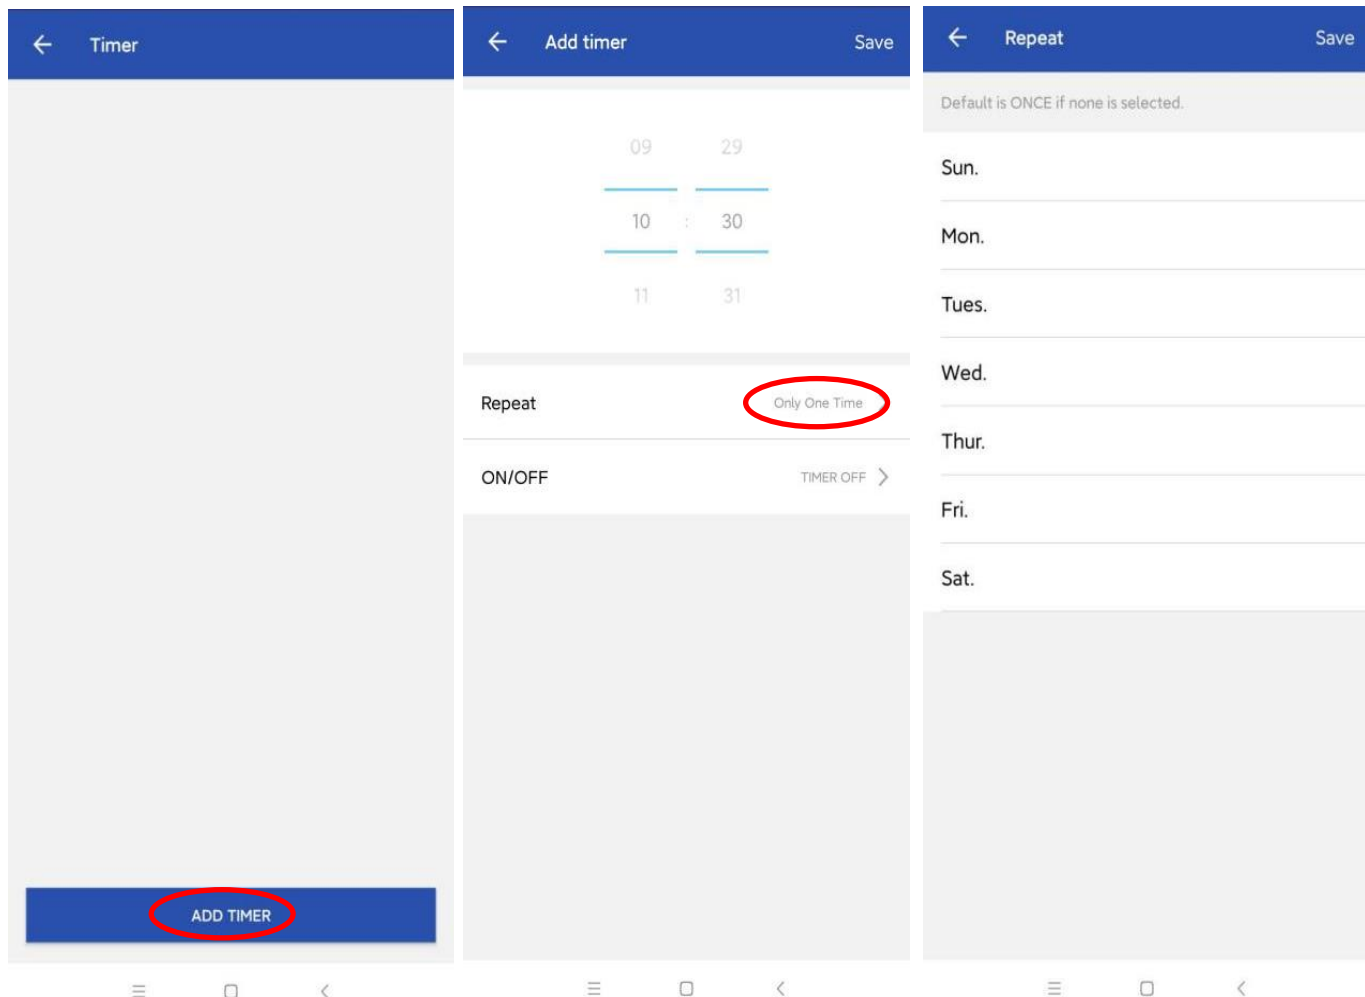 Timer
ADD TIMER
Add timer Save
09 29
10 : 30
11 31
Repeat Only One Time
ON/OFF TIMER OFF
Repeat Save
Default is ONCE if none is selected.
Sun.
Mon.
Tues.
Wed.
Thur.
Fri.
Sat.